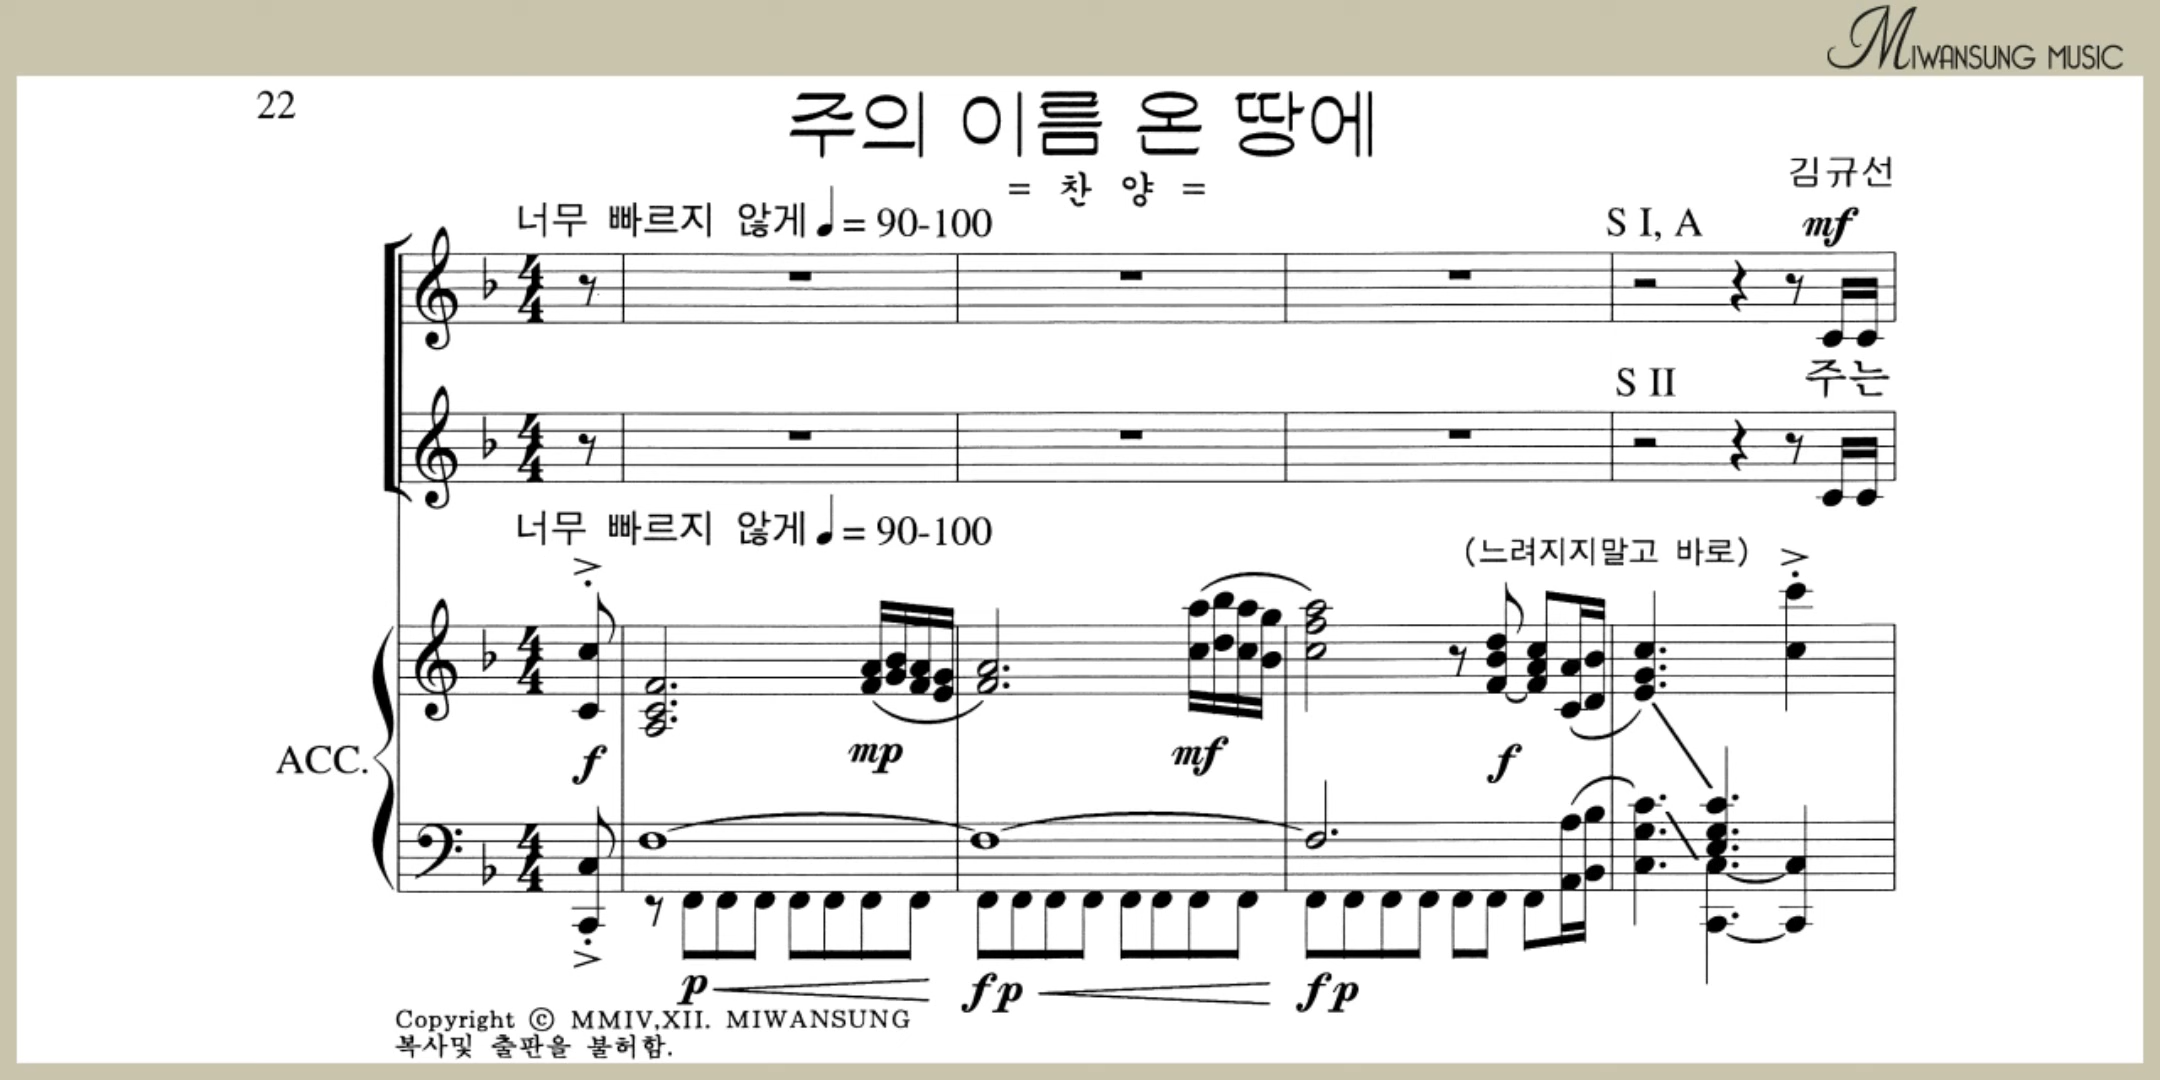 MIWANSUNG MUSIC
22
주의 이름 온 땅에
= 찬 양 =
김규선
너무 빠르지 않게 ♩= 90-100
S I, A
mf
주는
S II
너무 빠르지 않게 ♩= 90-100
(느려지지말고 바로)
ACC.
f
mp
mf
f
p
fp
fp
Copyright © MMIV,XII. MIWANSUNG
복사및 출판을 불허함.